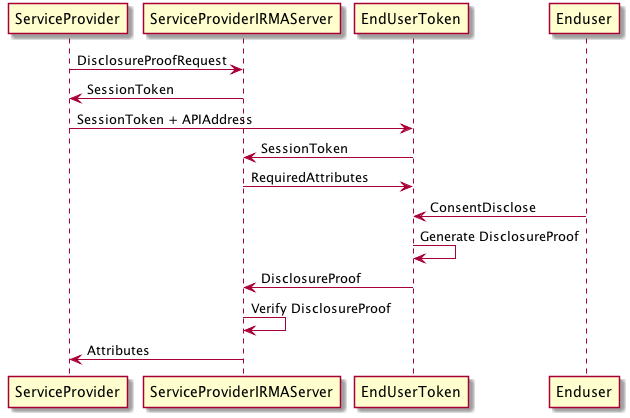 ServiceProvider
ServiceProviderIRMAServer
EndUserToken
Enduser
DisclosureProofRequest
SessionToken
SessionToken + APIAddress
SessionToken
RequiredAttributes
ConsentDisclose
Generate DisclosureProof
DisclosureProof
Verify DisclosureProof
Attributes
ServiceProvider
ServiceProviderIRMAServer
EndUserToken
Enduser